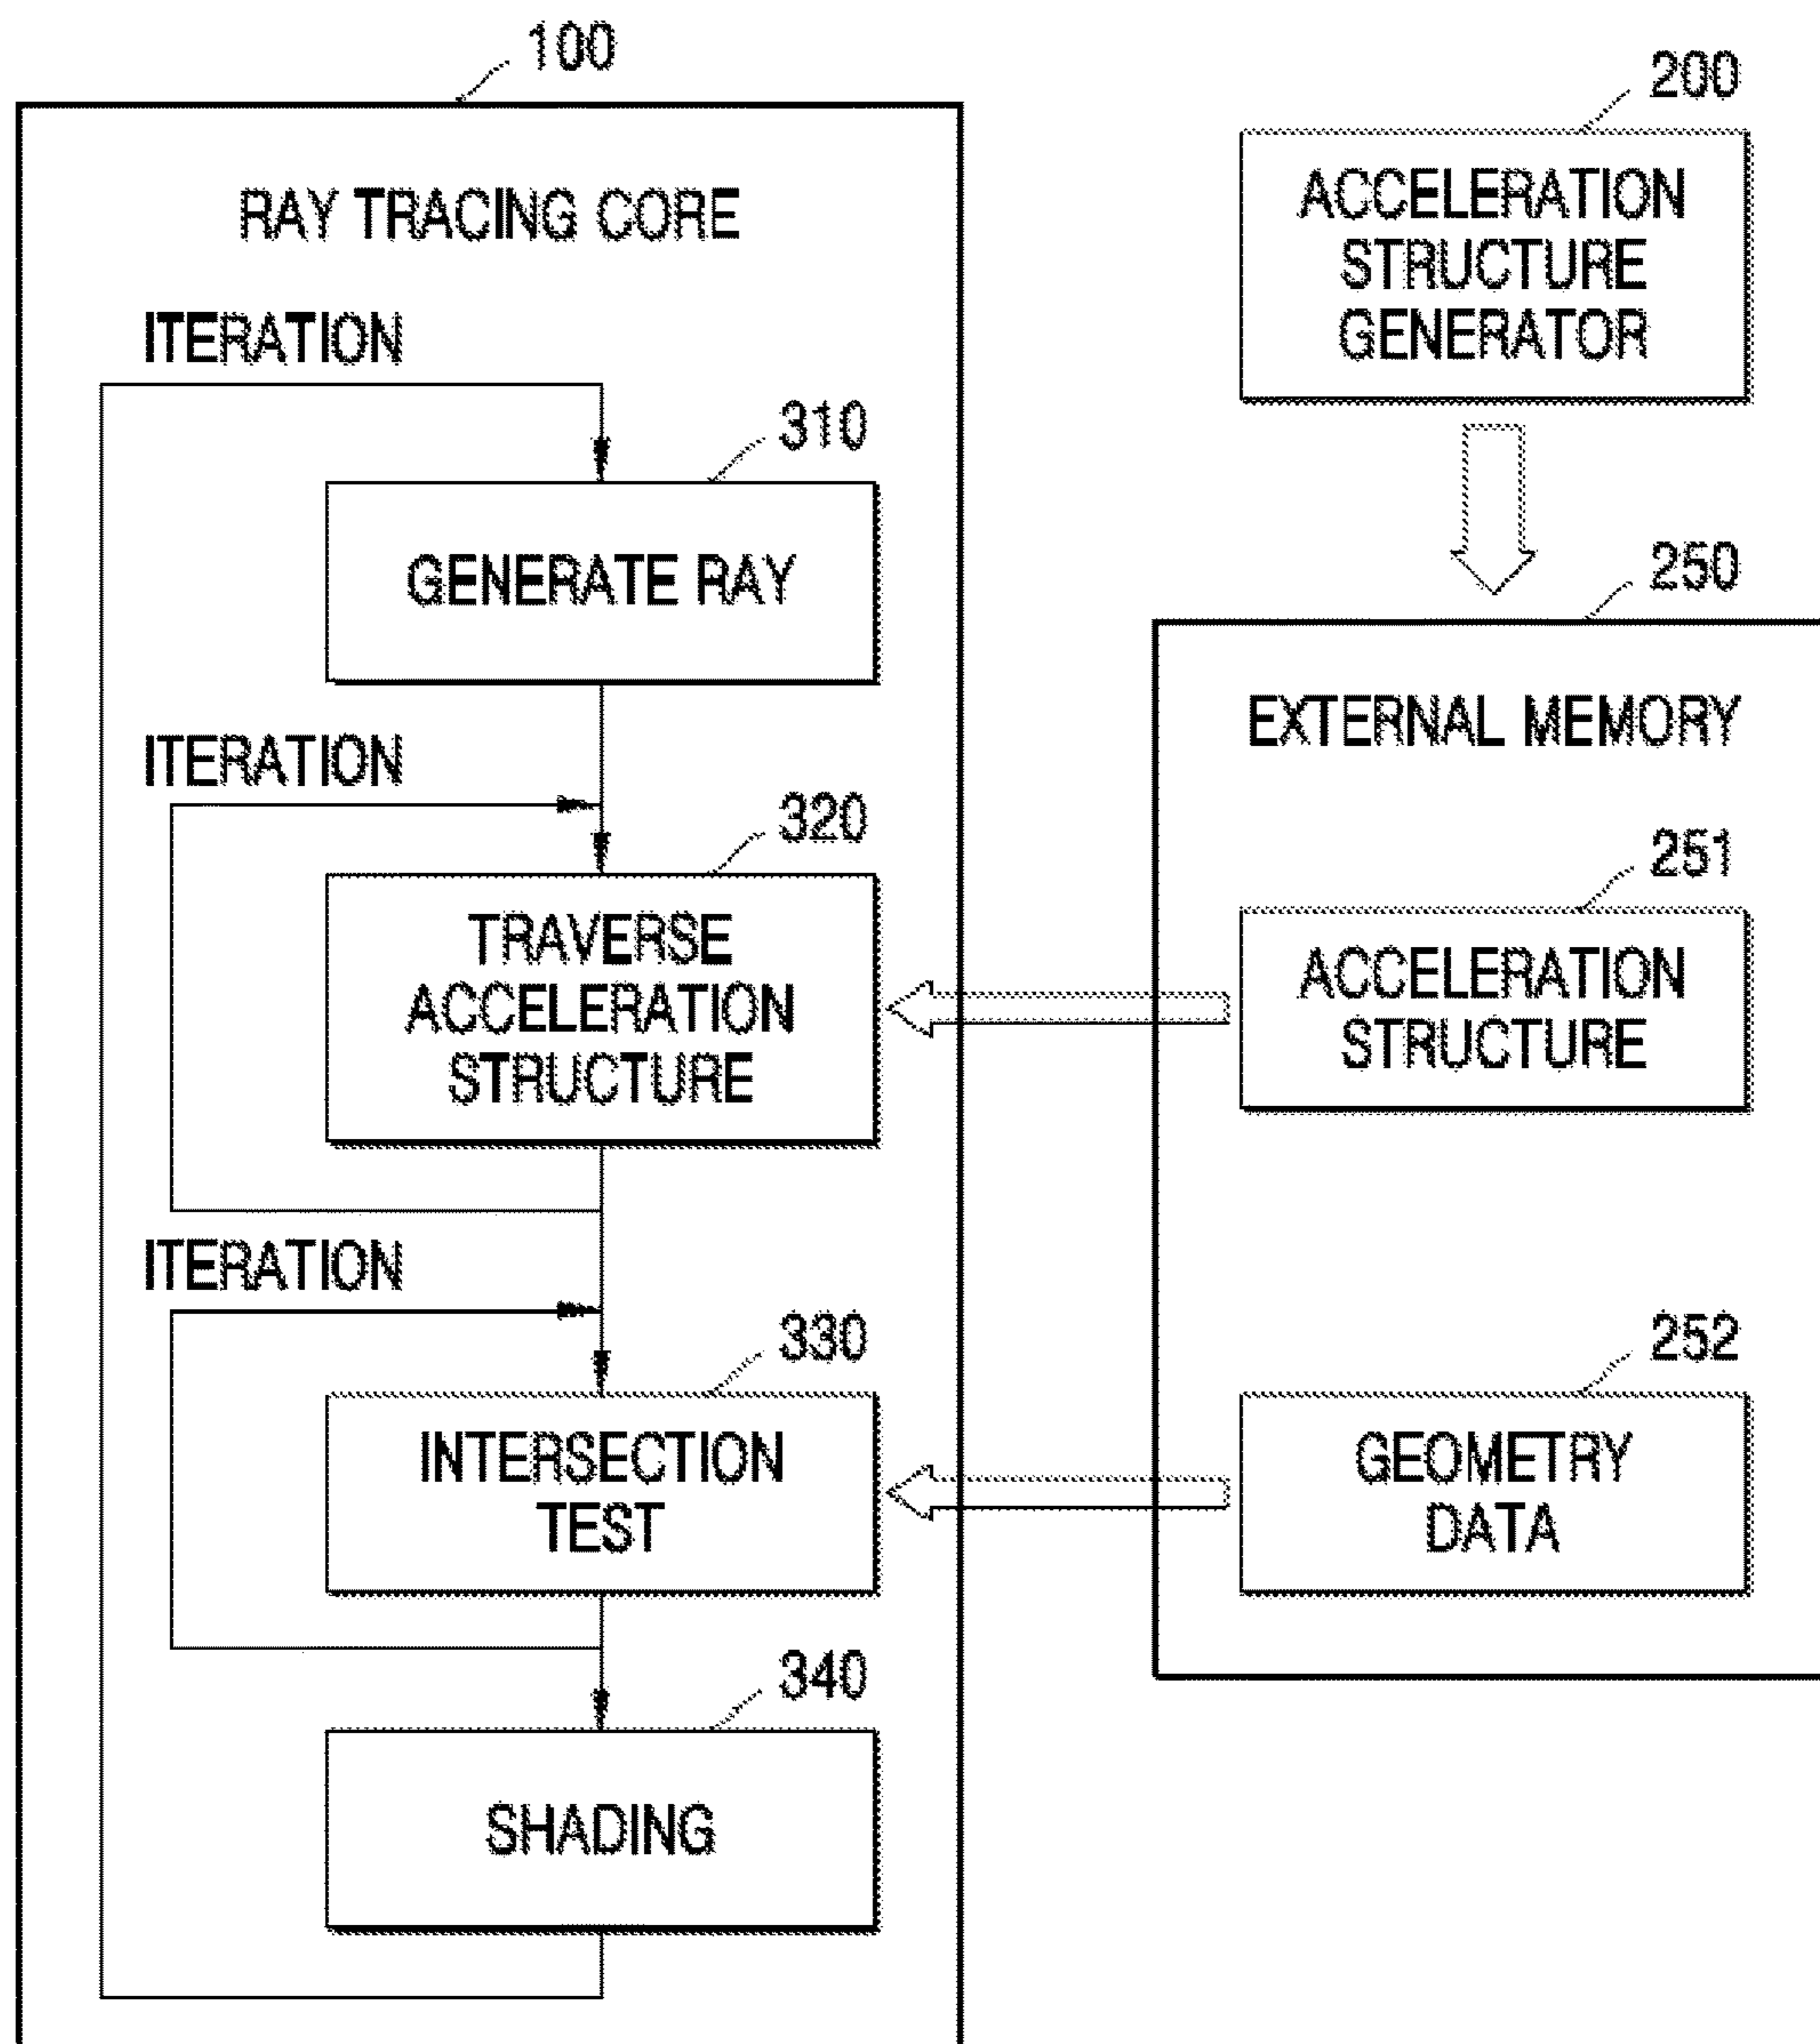 100
RAY TRACING CORE
ITERATION
310
GENERATE RAY
ITERATION
320
TRAVERSE
ACCELERATION
STRUCTURE
ITERATION
330
INTERSECTION
TEST
340
SHADING
200
ACCELERATION
STRUCTURE
GENERATOR
250
EXTERNAL MEMORY
251
ACCELERATION
STRUCTURE
252
GEOMETRY
DATA